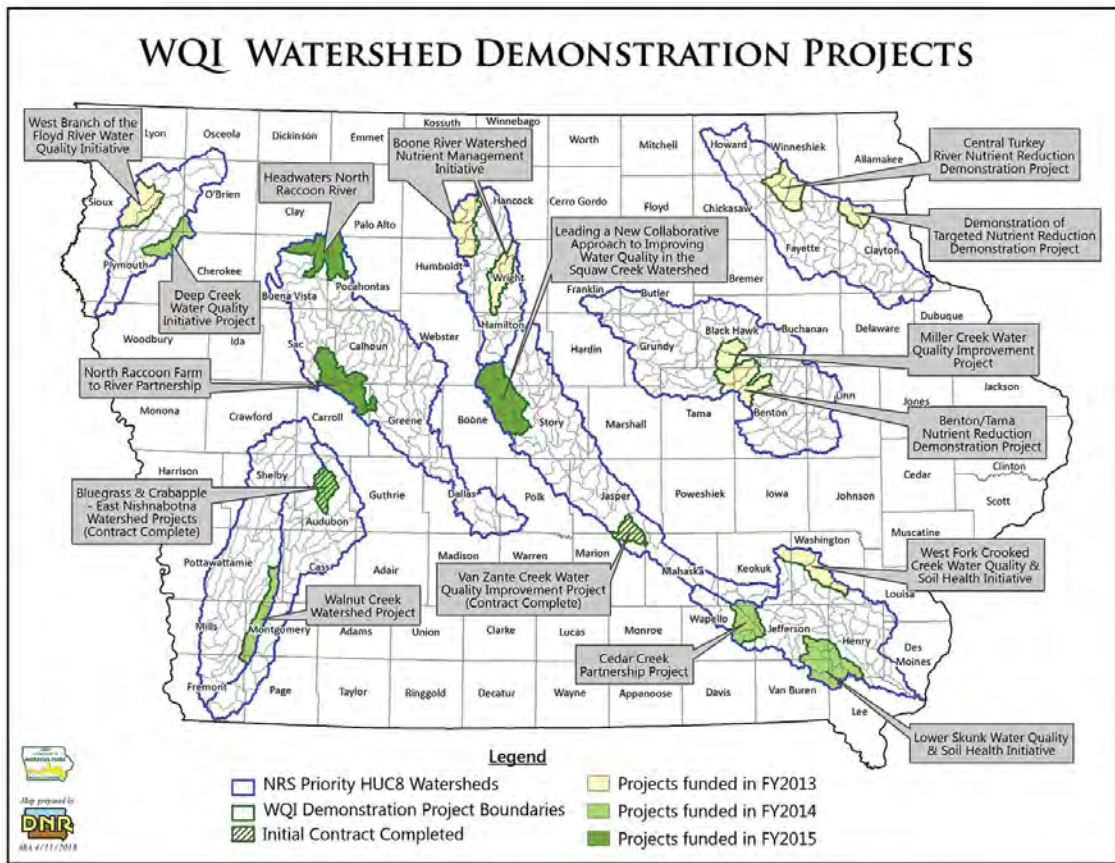 WQI WATERSHED DEMONSTRATION PROJECTS
West Branch of the
Floyd River Water
Quality Initiative
Lyon
Osceola
Dickinson
Emmet
Kossuth
Winnebago
Worth
Mitchell
Howard
Winneshiek
Allamakee
Boone River Watershed
Nutrient Management
Initiative
Central Turkey
River Nutrient Reduction
Demonstration Project
Headwaters North
Raccoon River
Sioux
O'Brien
Clay
Palo Alto
Hancock
Cerro Gordo
Floyd
Chickasaw
Leading a New Collaborative
Approach to Improving
Water Quality in the
Squaw Creek Watershed
Demonstration of
Targeted Nutrient Reduction
Demonstration Project
Fayette
Clayton
Plymouth
Cherokee
Humboldt
Wright
Bremer
Buena Vista
Pocahontas
Franklin
Butler
Deep Creek
Water Quality
Initiative Project
Woodbury
Ida
Sac
Calhoun
Webster
Hamilton
Hardin
Grundy
Black Hawk
Buchanan
Delaware
Dubuque
Miller Creek Water
Quality Improvement
Project
North Raccoon Farm
to River Partnership
Monona
Crawford
Carroll
Greene
Boone
Story
Marshall
Tama
Benton
Linn
Jones
Jackson
Benton/Tama
Nutrient Reduction
Demonstration Project
Harrison
Shelby
Audubon
Guthrie
Dallas
Polk
Jasper
Poweshiek
Iowa
Johnson
Cedar
Clinton
Scott
Bluegrass & Crabapple
- East Nishnabotna
Watershed Projects
(Contract Complete)
Muscatine
Pottawattamie
Cass
Adair
Madison
Warren
Marion
Mahaska
Keokuk
Washington
Louisa
West Fork Crooked
Creek Water Quality &
Soil Health Initiative
Van Zante Creek Water
Quality Improvement Project
(Contract Complete)
Walnut Creek
Watershed Project
Mills
Montgomery
Adams
Union
Clarke
Lucas
Monroe
Wapello
Jefferson
Henry
Des
Moines
Cedar Creek
Partnership Project
Fremont
Page
Taylor
Ringgold
Decatur
Wayne
Appanoose
Davis
Van Buren
Lee
Lower Skunk Water Quality
& Soil Health Initiative
Legend
NRS Priority HUC8 Watersheds
WQI Demonstration Project Boundaries
Initial Contract Completed
Projects funded in FY2013
Projects funded in FY2014
Projects funded in FY2015
AGRICULTURE
Map prepared by
DNR
4/11/2018